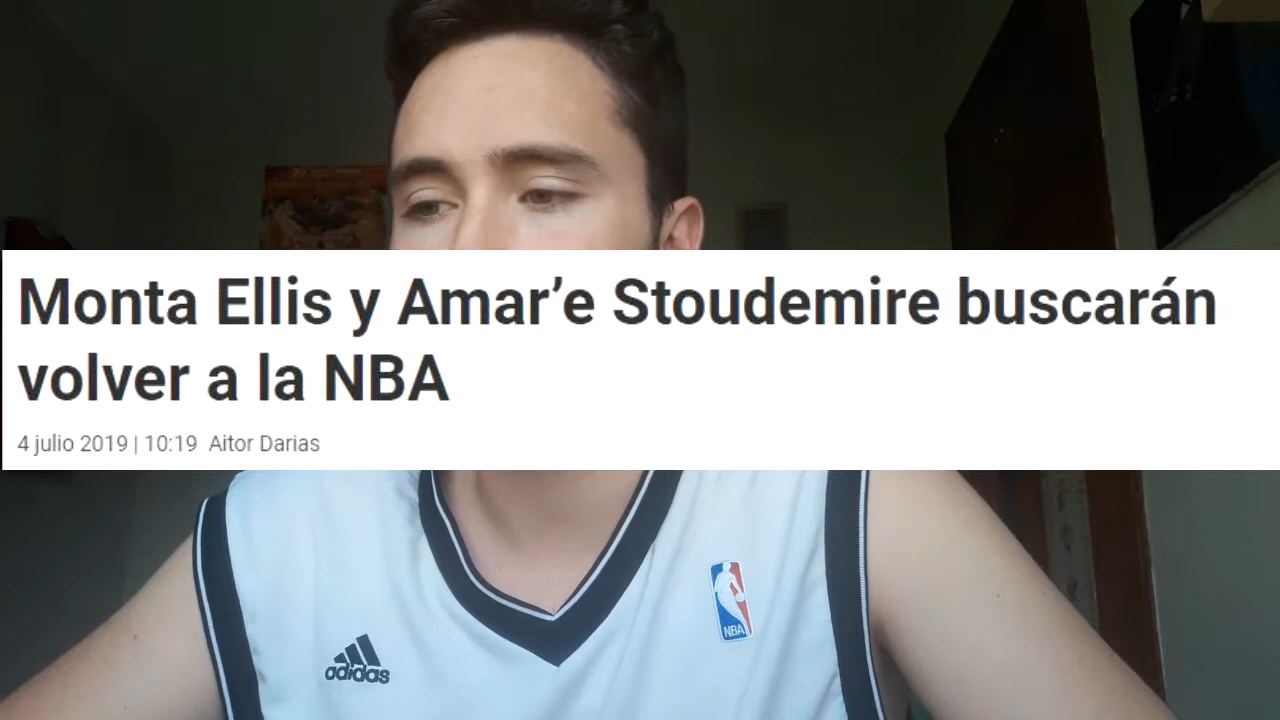 Monta Ellis y Amar’e Stoudemire buscarán
volver a la NBA
4 julio 2019 | 10:19 Aitor Darias
adidas
NBA